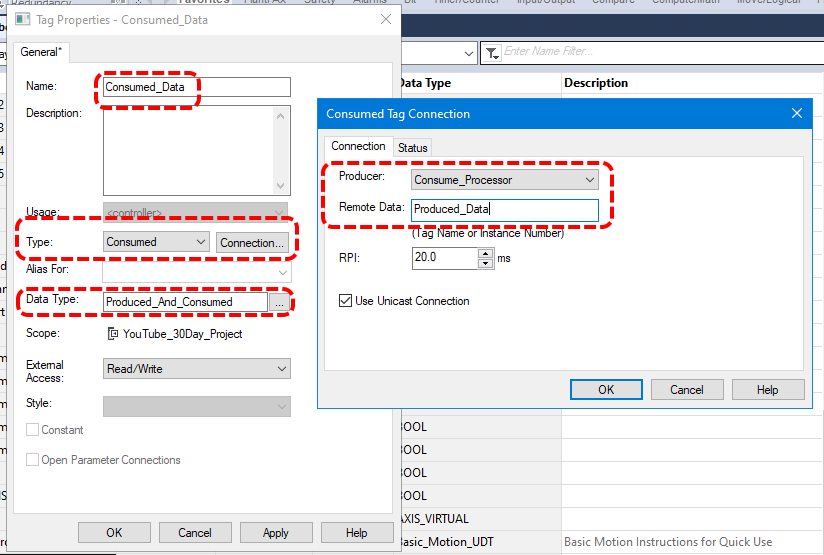 Redundancy
Favorites
Tag Properties - Consumed_Data
General*
Name:
Consumed_Data
Description:
Usage:
<controller>
Type:
Consumed
Connection...
Alias For:
Data Type:
Produced_And_Consumed
...
Scope:
YouTube_30Day_Project
External
Access:
Read/Write
Style:
Constant
Open Parameter Connections
OK
Cancel
Apply
Help
Enter Name Filter...
Data Type
Description
Consumed Tag Connection
Connection
Status
Producer:
Consume_Processor
Remote Data:
Produced_Data
(Tag Name or Instance Number)
RPI:
20.0
ms
Use Unicast Connection
OK
Cancel
Help
BOOL
BOOL
BOOL
BOOL
AXIS_VIRTUAL
Basic_Motion_UDT
Basic Motion Instructions for Quick Use